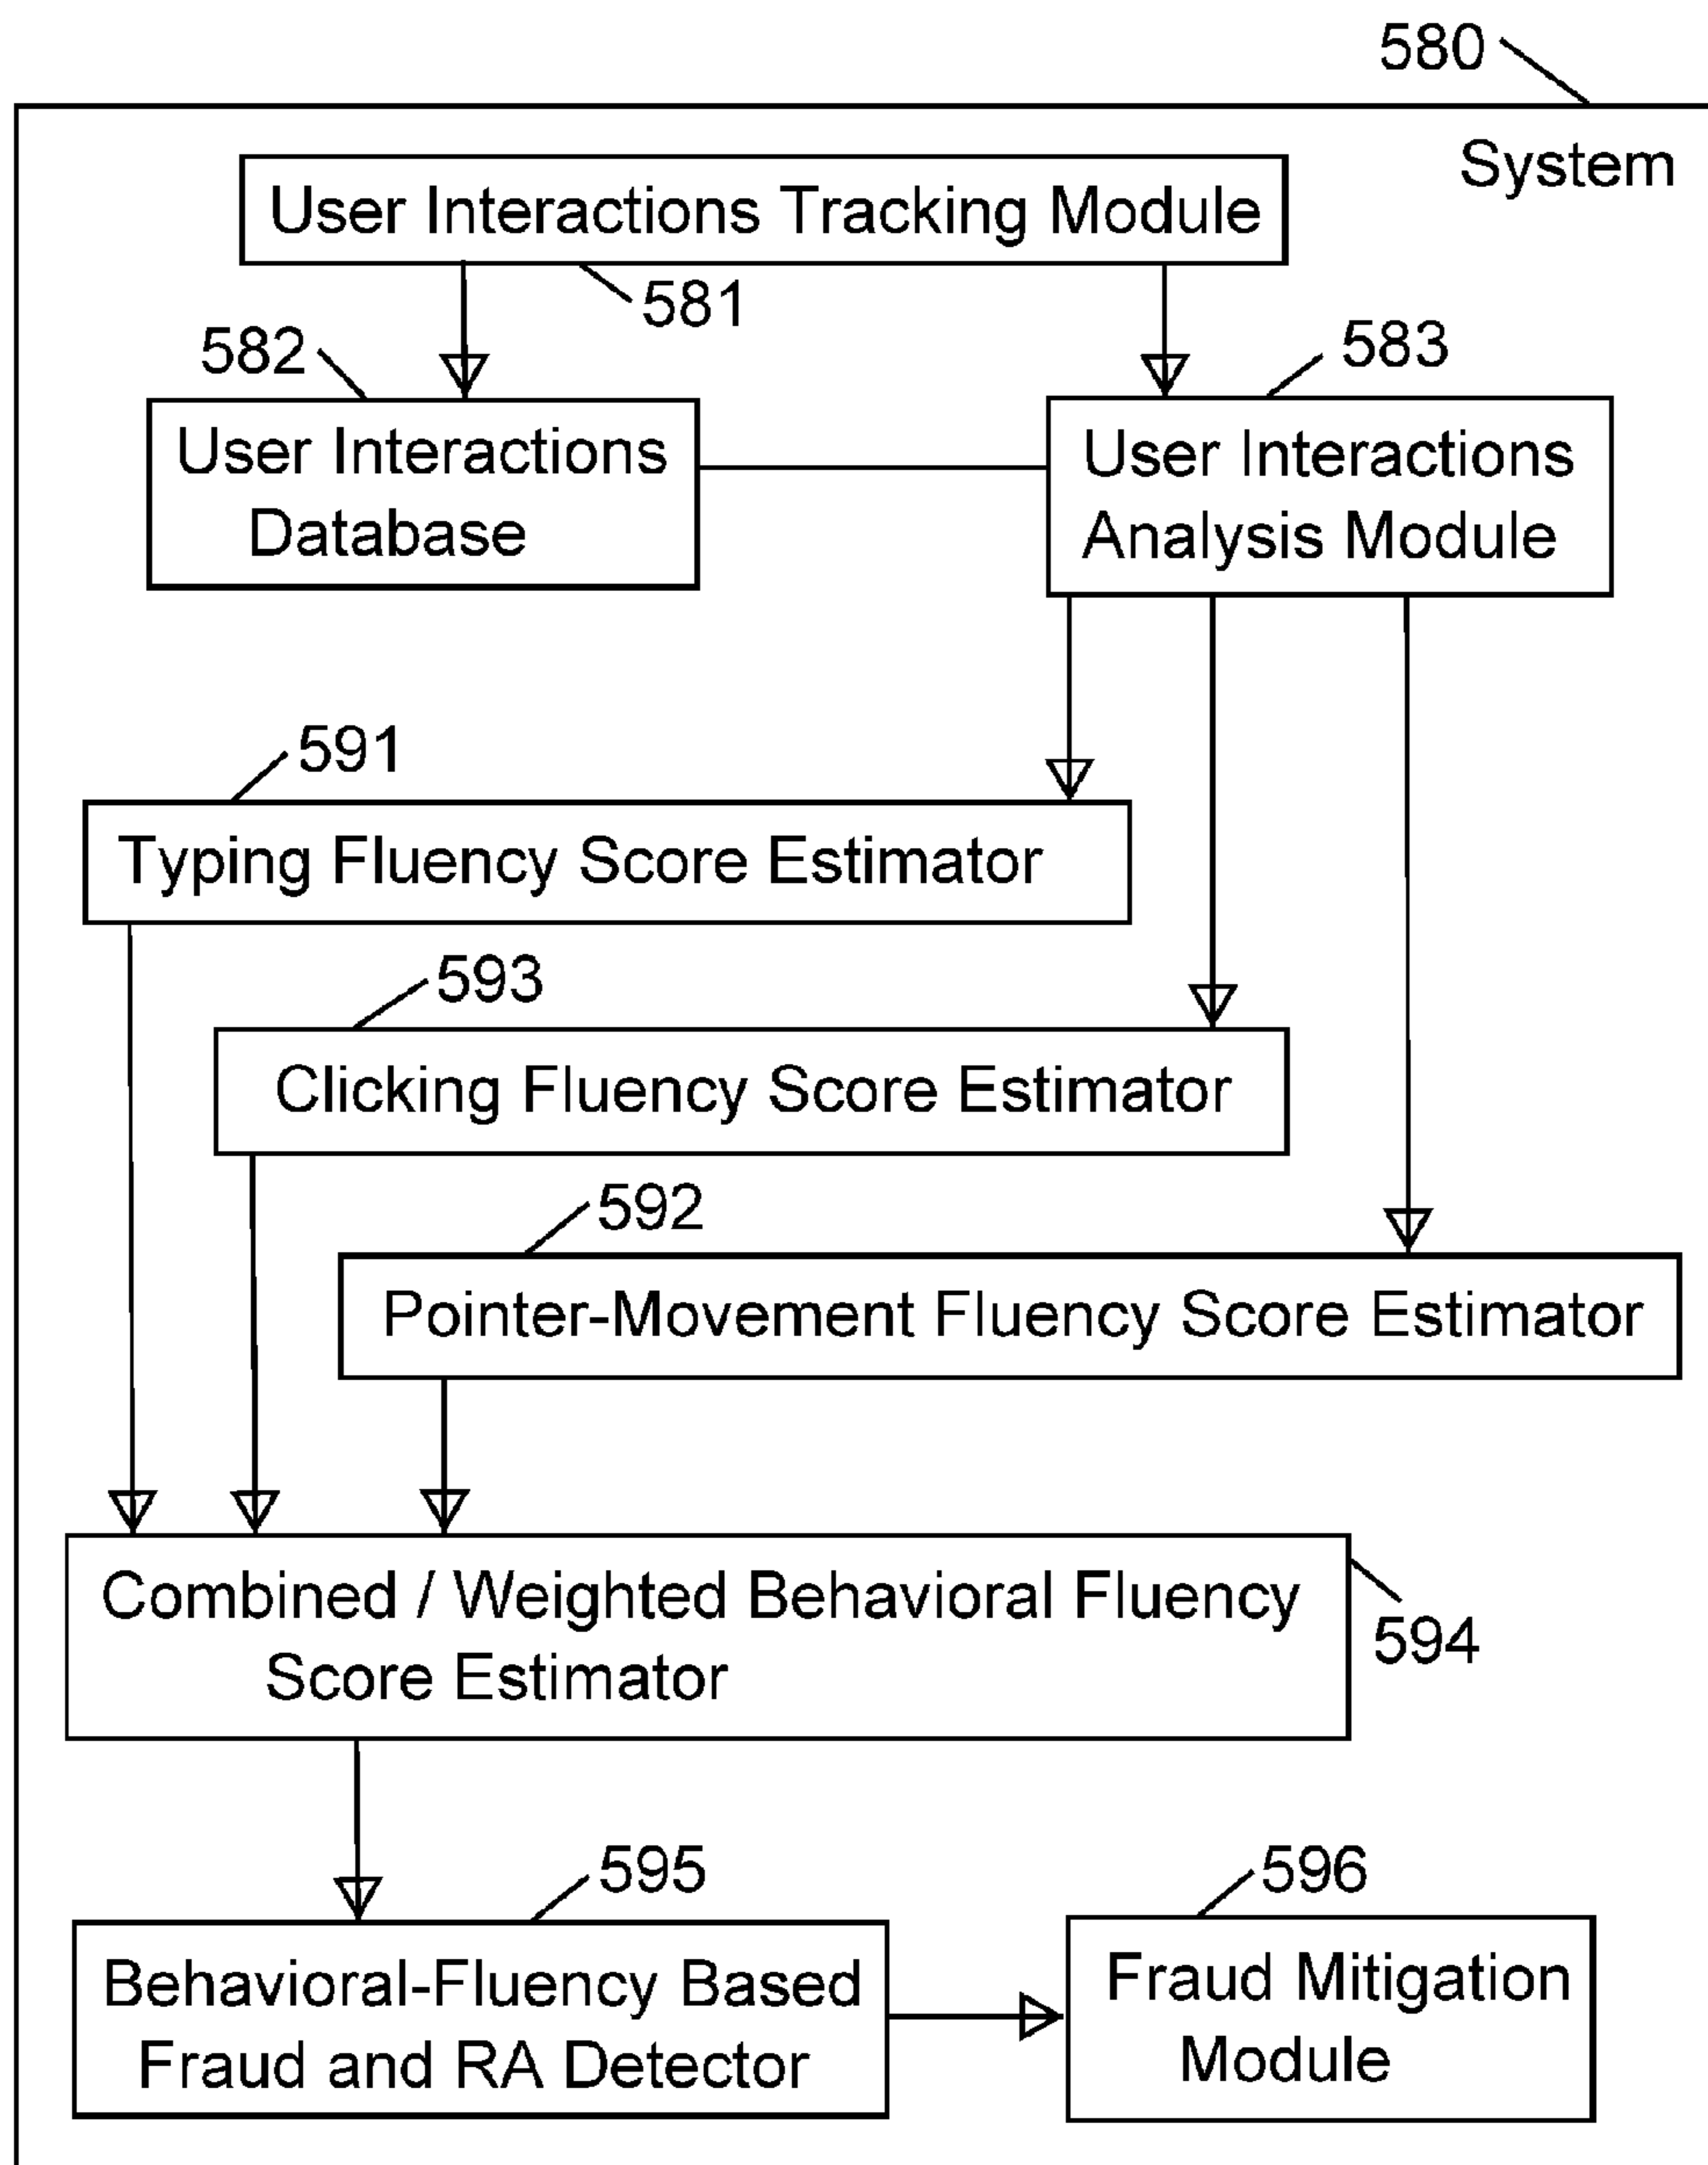 580
System
User Interactions Tracking Module
581
582
583
User Interactions
Database
User Interactions
Analysis Module
591
Typing Fluency Score Estimator
593
Clicking Fluency Score Estimator
592
Pointer-Movement Fluency Score Estimator
Combined / Weighted Behavioral Fluency
Score Estimator
594
595
596
Behavioral-Fluency Based
Fraud and RA Detector
Fraud Mitigation
Module